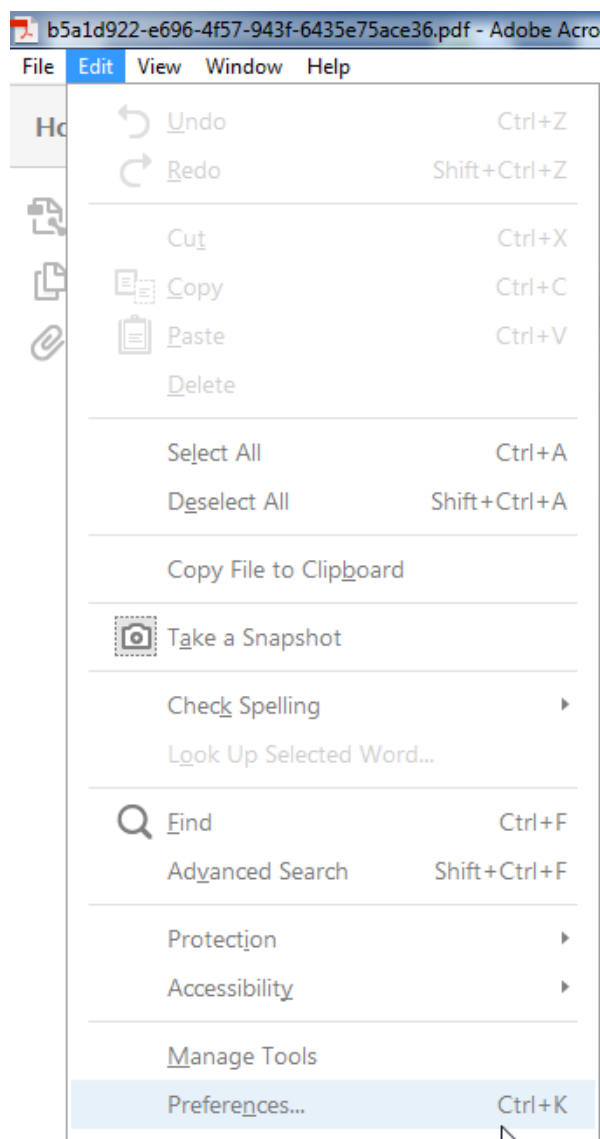 b5a1d922-e696-4f57-943f-6435e75ace36.pdf - Adobe Acro
File Edit View Window Help
Ho
Undo Ctrl+Z
Redo Shift+Ctrl+Z
Cut Ctrl+X
Copy Ctrl+C
Paste Ctrl+V
Delete
Select All Ctrl+A
Deselect All Shift+Ctrl+A
Copy File to Clipboard
Take a Snapshot
Check Spelling
Look Up Selected Word...
Find Ctrl+F
Advanced Search Shift+Ctrl+F
Protection
Accessibility
Manage Tools
Preferences... Ctrl+K